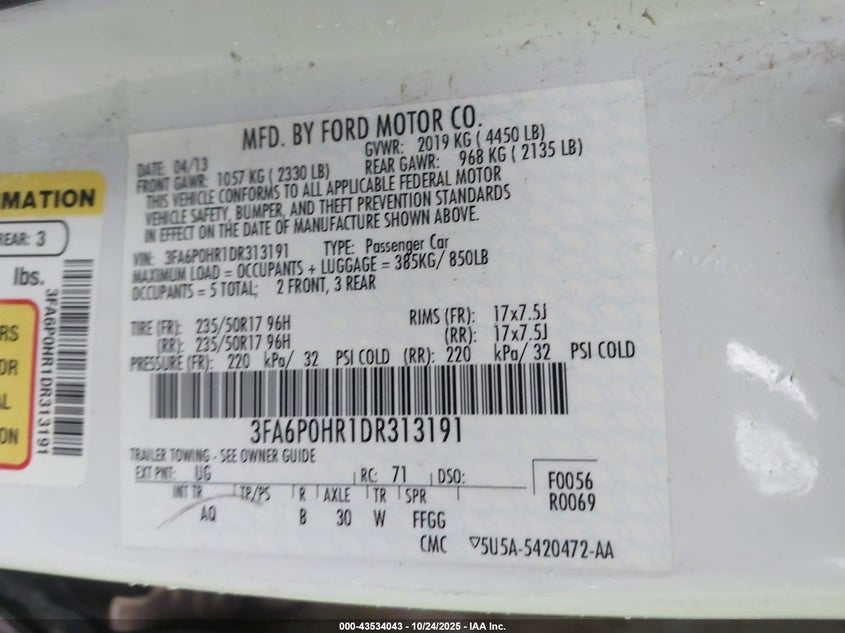 MFD. BY FORD MOTOR CO.
DATE: 04/13 GVWR: 2019 KG ( 4450 LB)
FRONT GAWR: 1057 KG ( 2330 LB) REAR GAWR: 968 KG ( 2135 LB)
THIS VEHICLE CONFORMS TO ALL APPLICABLE FEDERAL MOTOR
VEHICLE SAFETY, BUMPER, AND THEFT PREVENTION STANDARDS
IN EFFECT ON THE DATE OF MANUFACTURE SHOWN ABOVE.
VIN: 3FA6P0HR1DR313191 TYPE: Passenger Car
MAXIMUM LOAD = OCCUPANTS + LUGGAGE = 385KG/ 850LB
OCCUPANTS = 5 TOTAL; 2 FRONT, 3 REAR
TIRE (FR): 235/50R17 96H RIMS (FR): 17x7.5J
(RR): 235/50R17 96H (RR): 17x7.5J
PRESSURE (FR): 220 kPa/ 32 PSI COLD (RR): 220 kPa/ 32 PSI COLD
3FA6P0HR1DR313191
TRAILER TOWING - SEE OWNER GUIDE
EXT PNT: UG RC: 71 DSO: F0056
R0069
INT TR TR/PS R AXLE TR SPR
AQ B 30 W FFGG
CMC 5U5A-5420472-AA
MATION
REAR: 3
lbs.
RS
OR
AL
ON
3FA6P0HR1DR313191
000-43534043 - 10/24/2025 - IAA Inc.